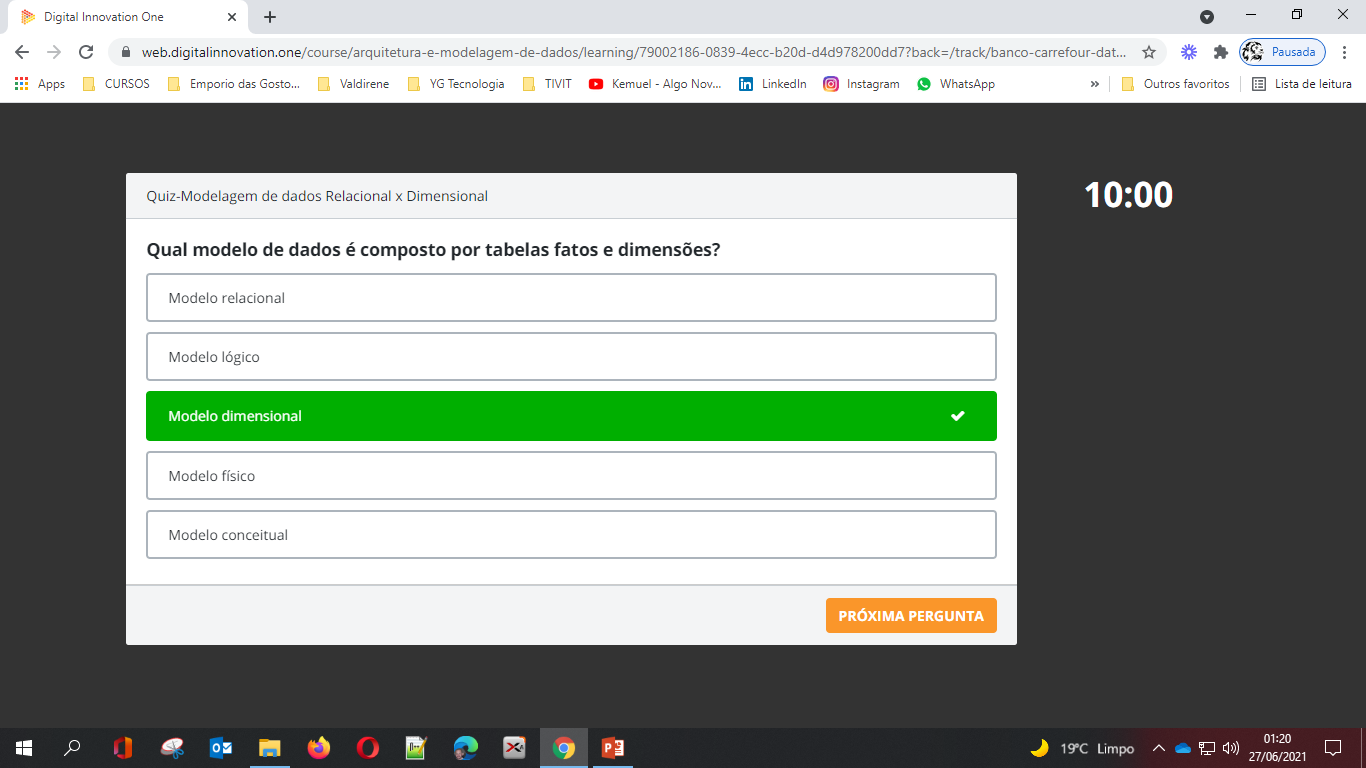 Digital Innovation One
web.digitalinnovation.one/course/arquitetura-e-modelagem-de-dados/learning/79002186-0839-4ecc-b20d-d4d978200dd7?back=/track/banco-carrefour-dat...
Pausada
Apps CURSOS Emporio das Gosto... Valdirene YG Tecnologia TIVIT Kemuel - Algo Nov... LinkedIn Instagram WhatsApp » Outros favoritos Lista de leitura
Quiz-Modelagem de dados Relacional x Dimensional
10:00
Qual modelo de dados é composto por tabelas fatos e dimensões?
Modelo relacional
Modelo lógico
Modelo dimensional
Modelo físico
Modelo conceitual
PRÓXIMA PERGUNTA
19°C Limpo
01:20
27/06/2021